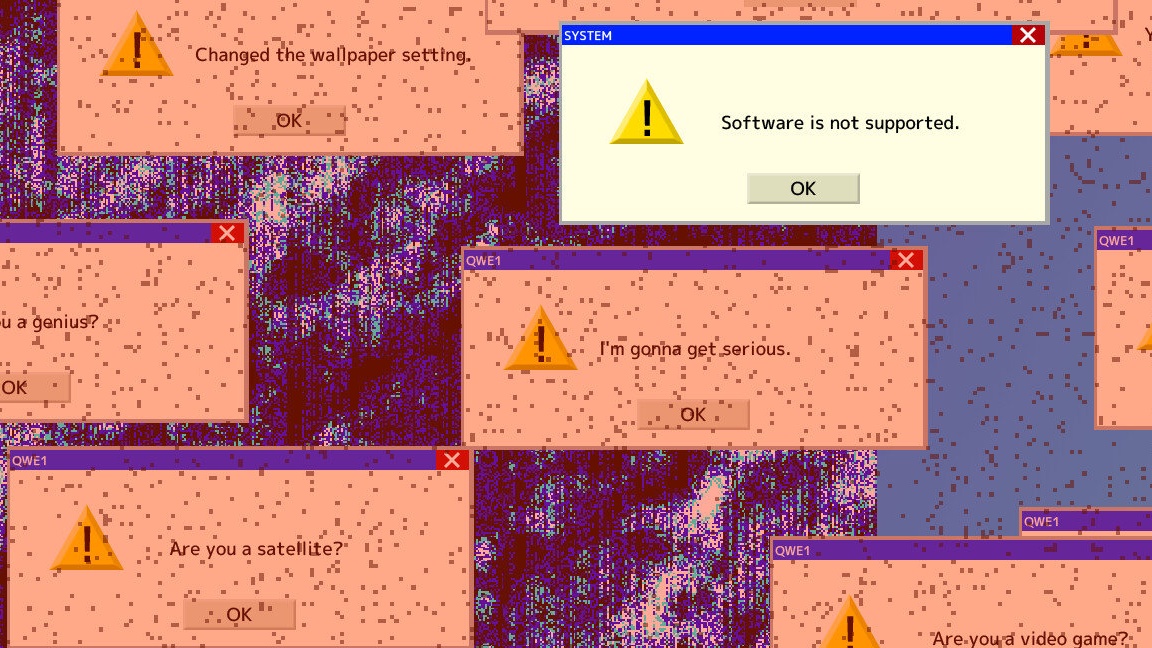 Changed the wallpaper setting.
OK
SYSTEM
Software is not supported.
OK
u a genius?
OK
QWE1
I'm gonna get serious.
OK
QWE1
QWE1
Are you a satellite?
OK
QWE1
QWE1
Are you a video game?